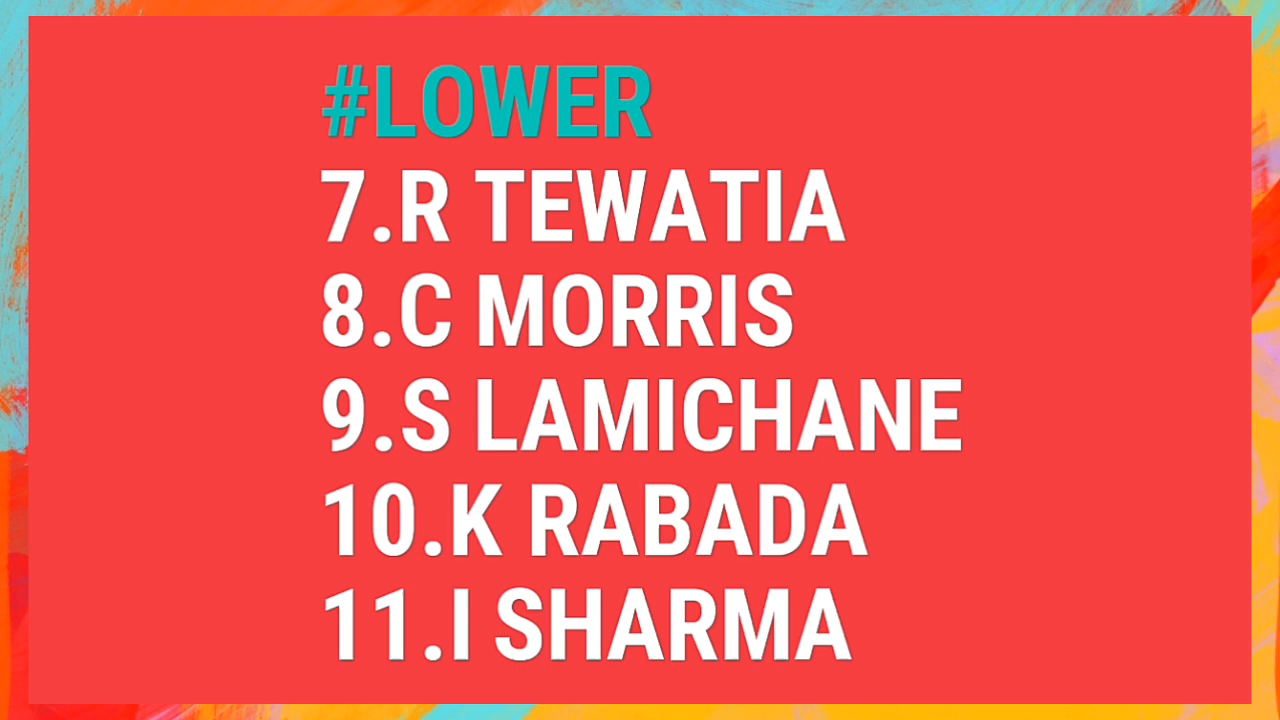 #LOWER
7.R TEWATIA
8.C MORRIS
9.S LAMICHANE
10.K RABADA
11.I SHARMA